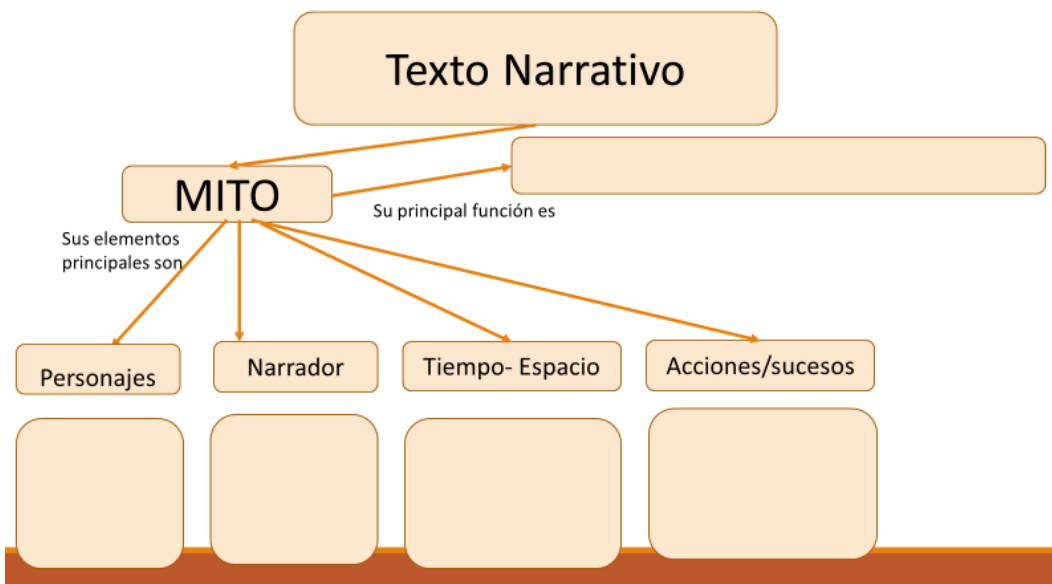 Texto Narrativo
MITO
Su principal función es
Sus elementos
principales son
Personajes
Narrador
Tiempo- Espacio
Acciones/sucesos